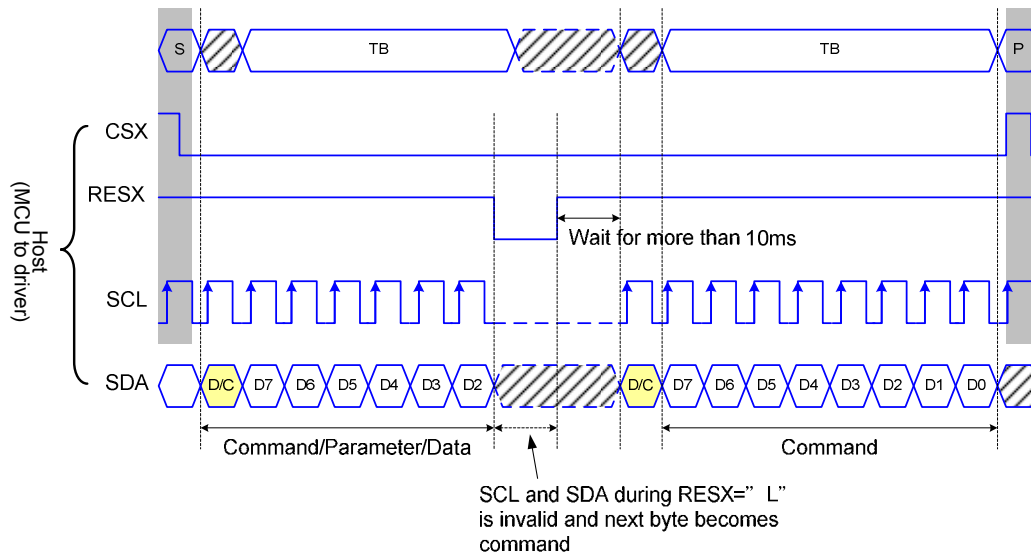 S TB TB P
CSX
RESX
Wait for more than 10ms
Host
(MCU to driver)
SCL
SDA D/C D7 D6 D5 D4 D3 D2 D/C D7 D6 D5 D4 D3 D2 D1 D0
Command/Parameter/Data Command
SCL and SDA during RESX=” L”
is invalid and next byte becomes
command